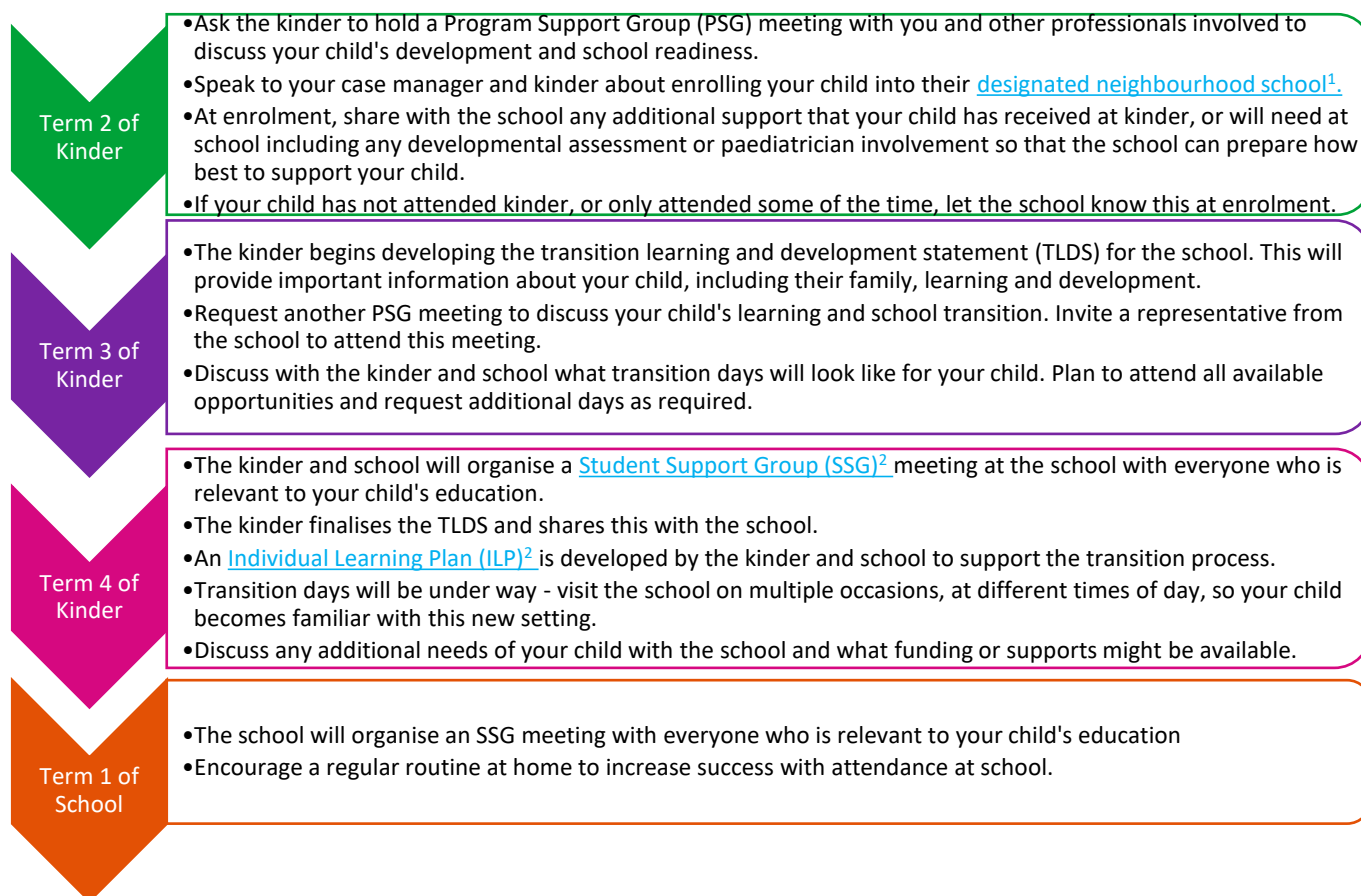 Term 2 of
Kinder
•Ask the kinder to hold a Program Support Group (PSG) meeting with you and other professionals involved to
discuss your child's development and school readiness.
•Speak to your case manager and kinder about enrolling your child into their designated neighbourhood school¹.
•At enrolment, share with the school any additional support that your child has received at kinder, or will need at
school including any developmental assessment or paediatrician involvement so that the school can prepare how
best to support your child.
•If your child has not attended kinder, or only attended some of the time, let the school know this at enrolment.
Term 3 of
Kinder
•The kinder begins developing the transition learning and development statement (TLDS) for the school. This will
provide important information about your child, including their family, learning and development.
•Request another PSG meeting to discuss your child's learning and school transition. Invite a representative from
the school to attend this meeting.
•Discuss with the kinder and school what transition days will look like for your child. Plan to attend all available
opportunities and request additional days as required.
Term 4 of
Kinder
•The kinder and school will organise a Student Support Group (SSG)² meeting at the school with everyone who is
relevant to your child's education.
•The kinder finalises the TLDS and shares this with the school.
•An Individual Learning Plan (ILP)² is developed by the kinder and school to support the transition process.
•Transition days will be under way - visit the school on multiple occasions, at different times of day, so your child
becomes familiar with this new setting.
•Discuss any additional needs of your child with the school and what funding or supports might be available.
Term 1 of
School
•The school will organise an SSG meeting with everyone who is relevant to your child's education
•Encourage a regular routine at home to increase success with attendance at school.